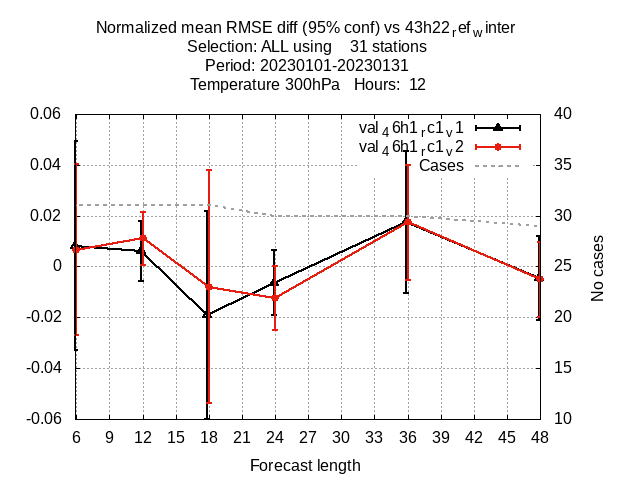 Normalized mean RMSE diff (95% conf) vs 43h22refwinter
Selection: ALL using 31 stations
Period: 20230101-20230131
Temperature 300hPa Hours: 12
0.06
0.04
0.02
0
-0.02
-0.04
-0.06
40
35
30
25
20
15
10
val46h1rc1v1
val46h1rc1v2
Cases
No cases
6 9 12 15 18 21 24 27 30 33 36 39 42 45 48
Forecast length